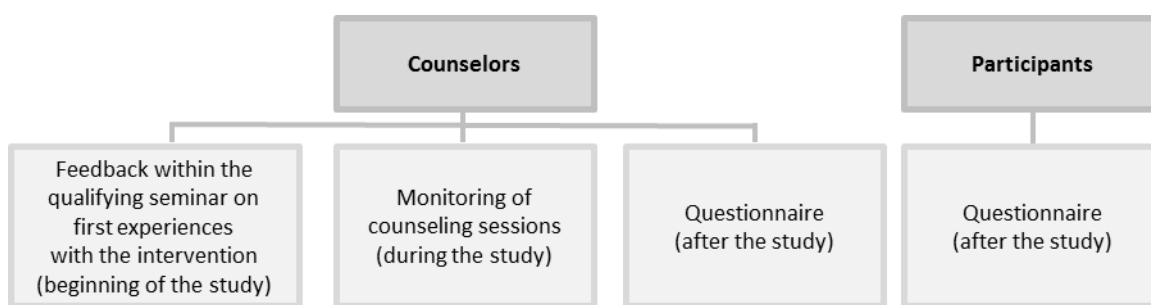 Counselors
Participants
Feedback within the
qualifying seminar on
first experiences
with the intervention
(beginning of the study)
Monitoring of
counseling sessions
(during the study)
Questionnaire
(after the study)
Questionnaire
(after the study)